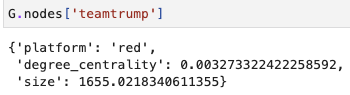 G.nodes['teamtrump']
{'platform': 'red',
 'degree_centrality': 0.003273322422258592,
 'size': 1655.0218340611355}